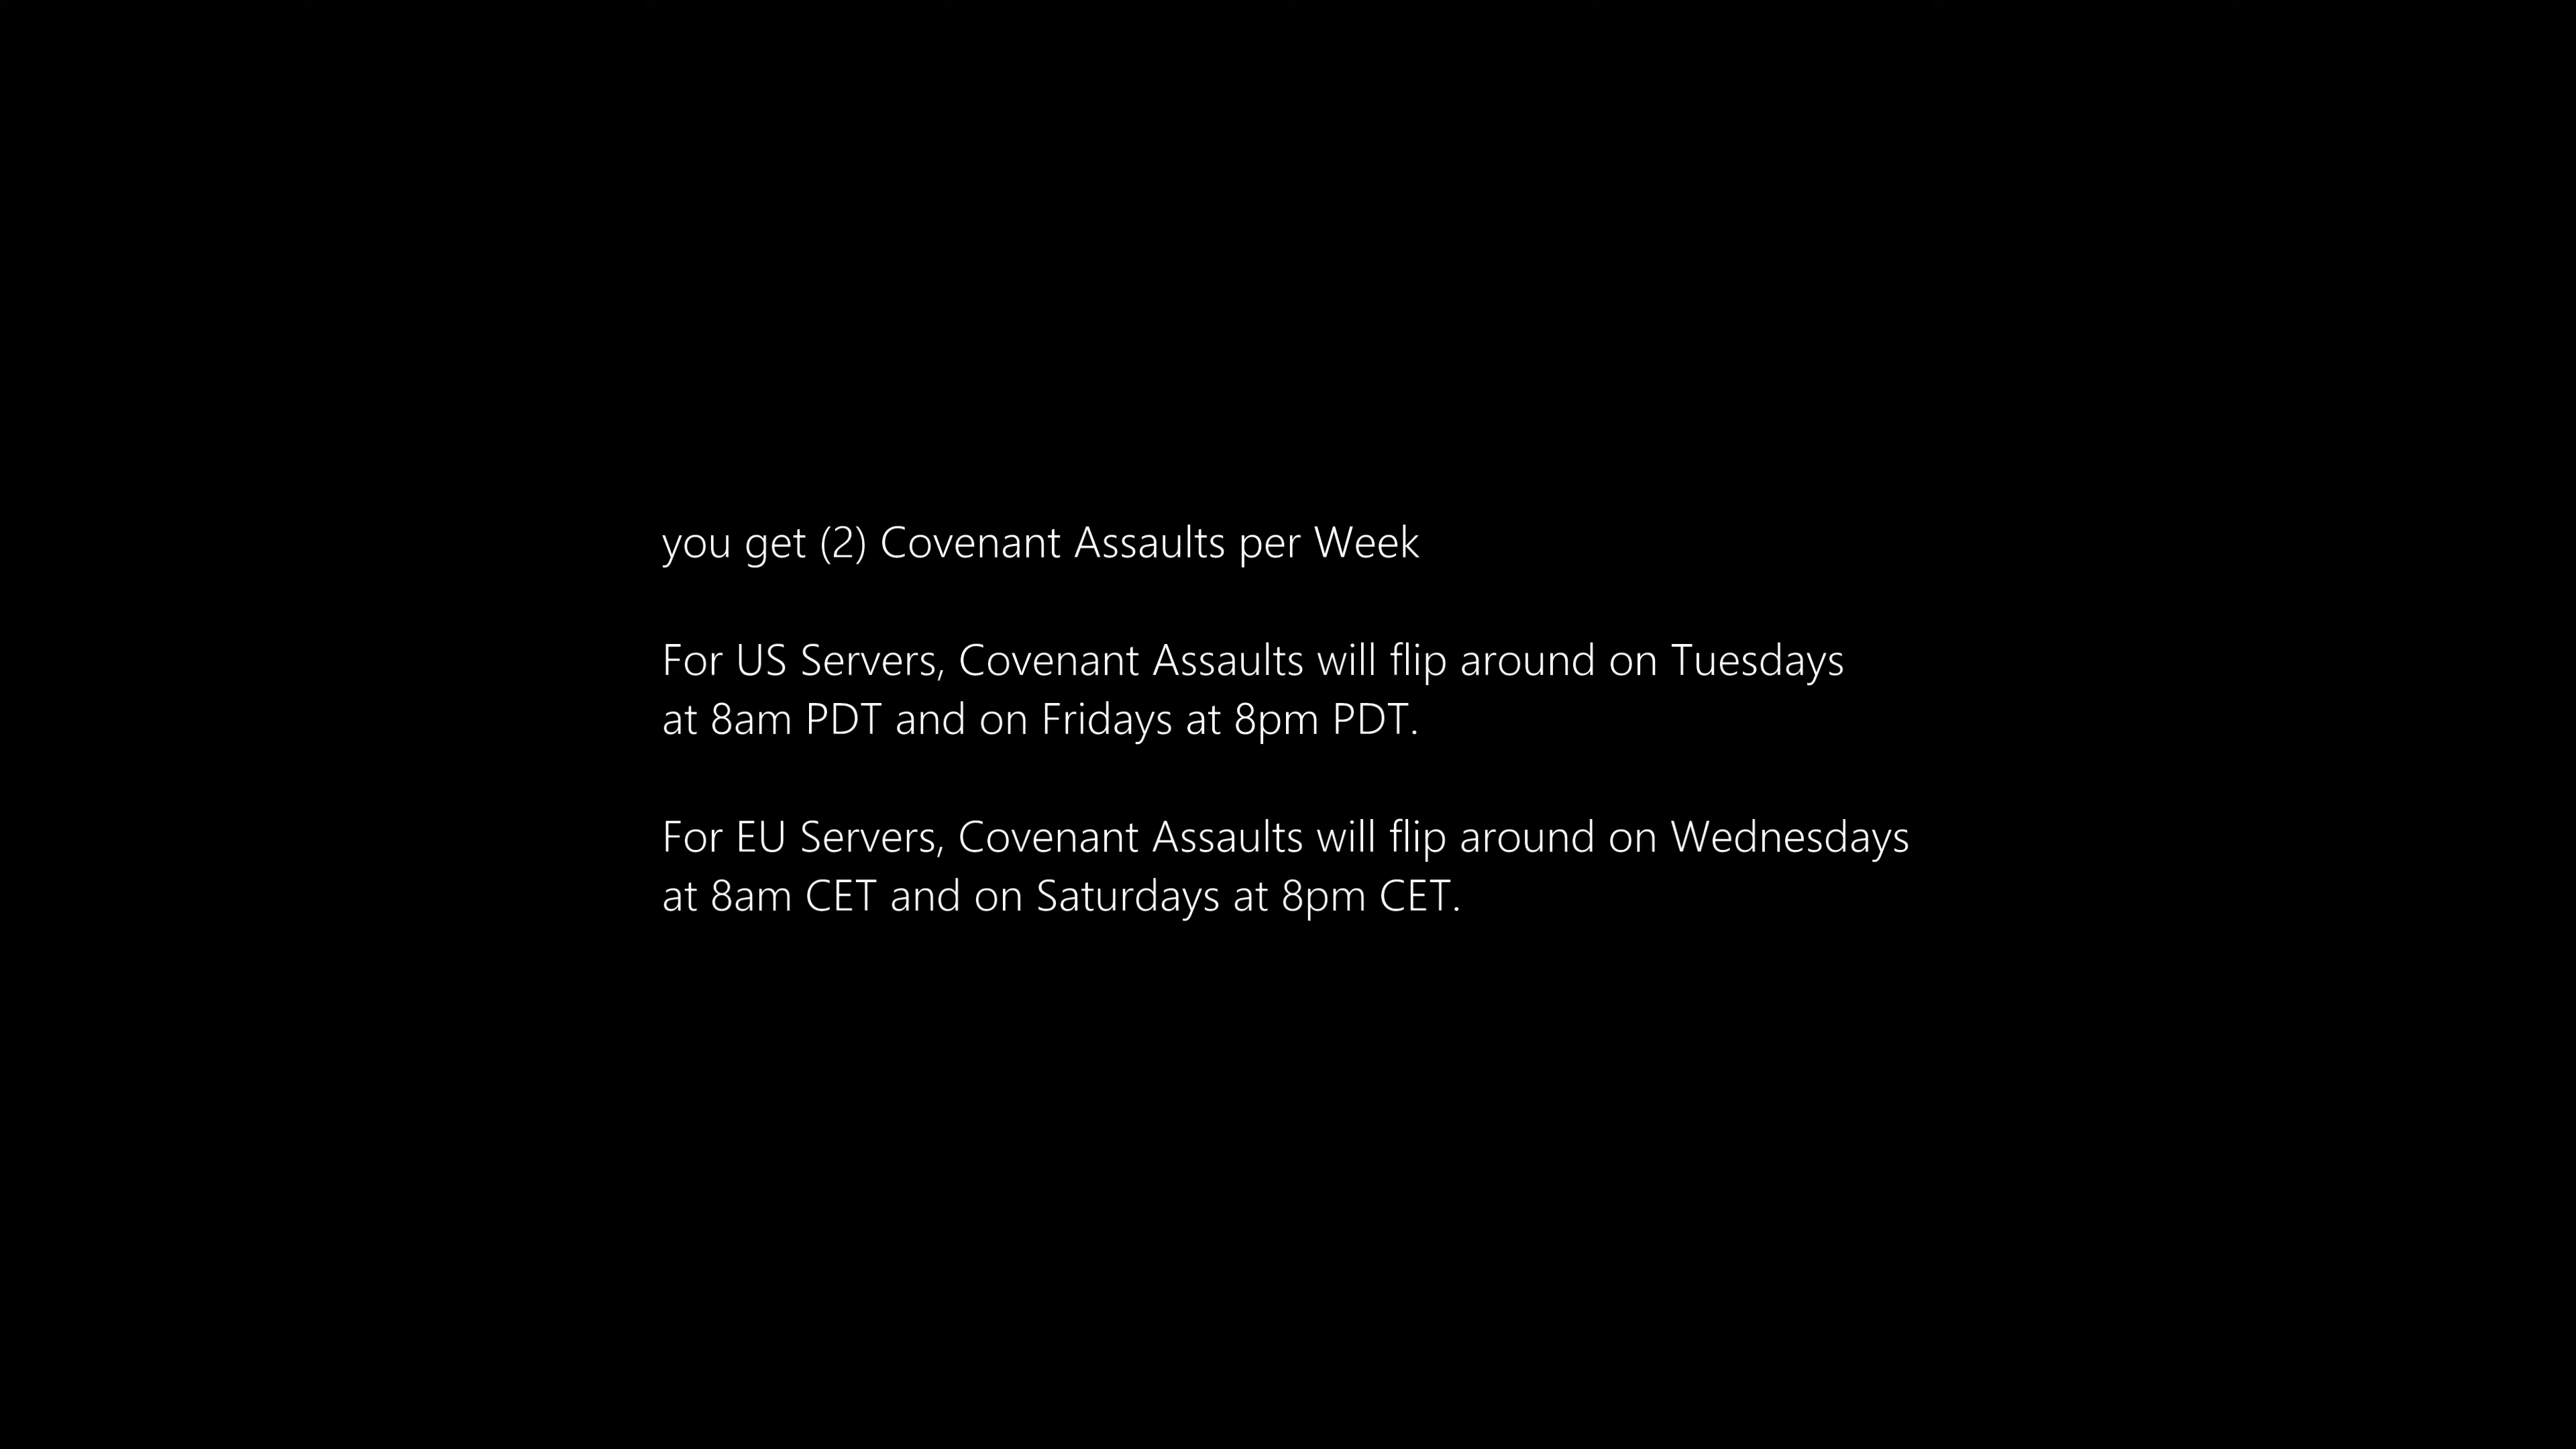 you get (2) Covenant Assaults per Week
For US Servers, Covenant Assaults will flip around on Tuesdays
at 8am PDT and on Fridays at 8pm PDT.
For EU Servers, Covenant Assaults will flip around on Wednesdays
at 8am CET and on Saturdays at 8pm CET.